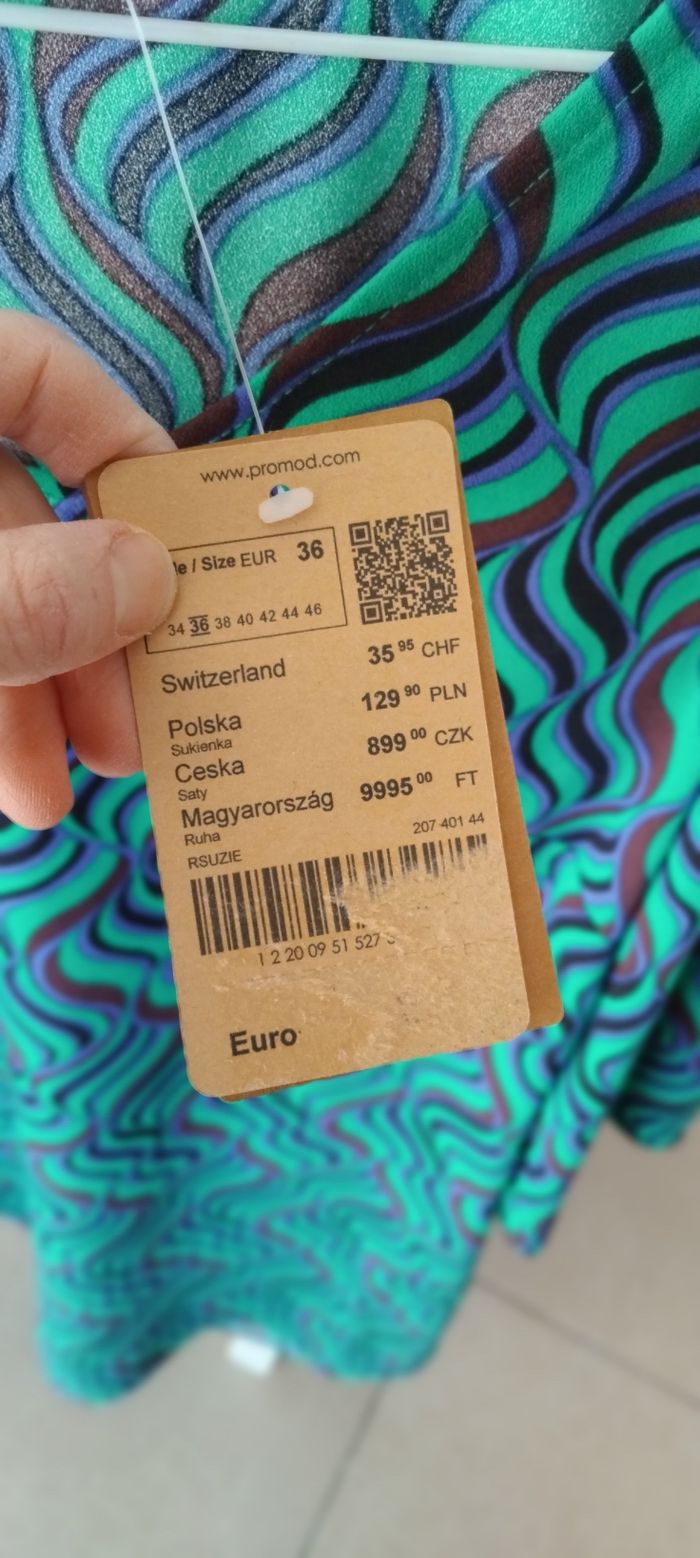 www.promod.com
le / Size EUR 36
34 36 38 40 42 44 46
Switzerland 35 95 CHF
Polska 129 90 PLN
Sukienka
Ceska 899 00 CZK
Saty
Magyarország 9995 00 FT
Ruha
207 401 44
RSUZIE
1 2 20 09 51 527
Euro